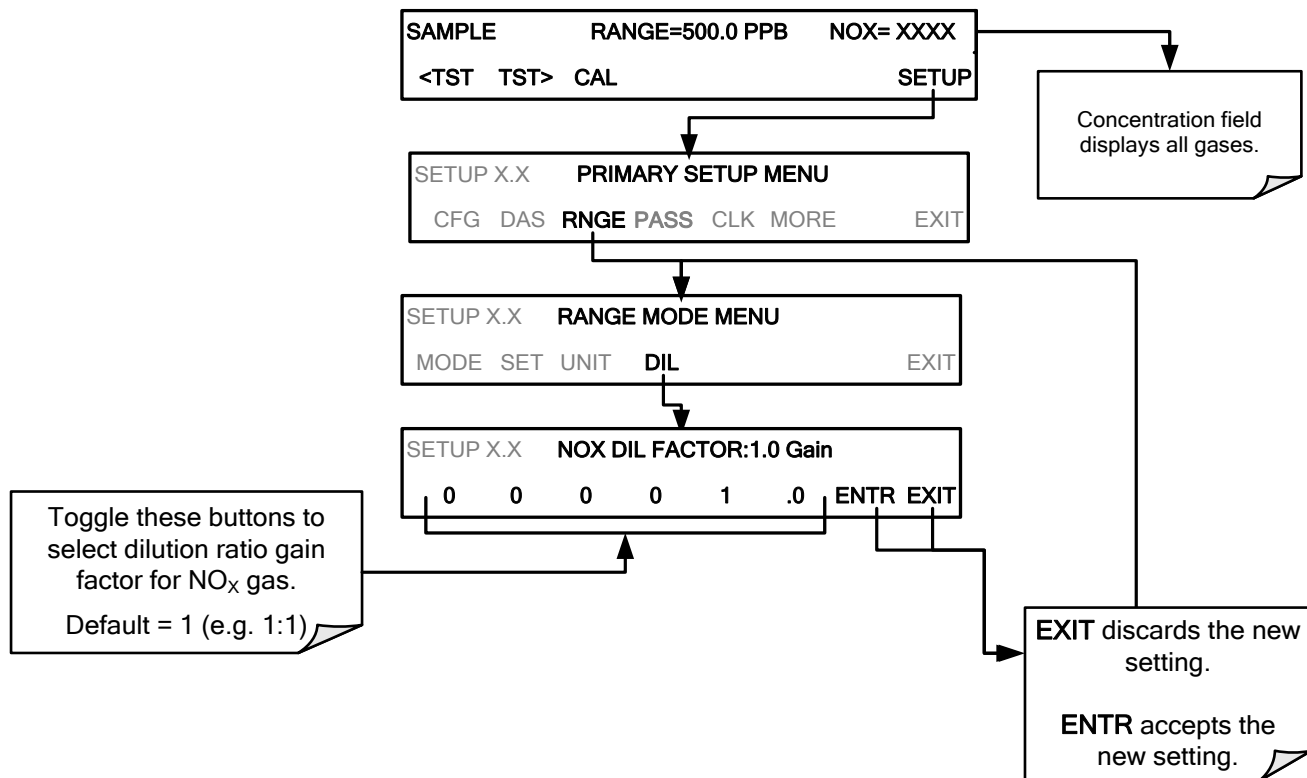 SAMPLE RANGE=500.0 PPB NOX= XXXX
<TST TST> CAL SETUP
Concentration field
displays all gases.
SETUP X.X PRIMARY SETUP MENU
CFG DAS RNGE PASS CLK MORE EXIT
SETUP X.X RANGE MODE MENU
MODE SET UNIT DIL EXIT
SETUP X.X NOX DIL FACTOR:1.0 Gain
0 0 0 0 1 .0 ENTR EXIT
Toggle these buttons to
select dilution ratio gain
factor for NOX gas.
Default = 1 (e.g. 1:1)
EXIT discards the new
setting.
ENTR accepts the
new setting.